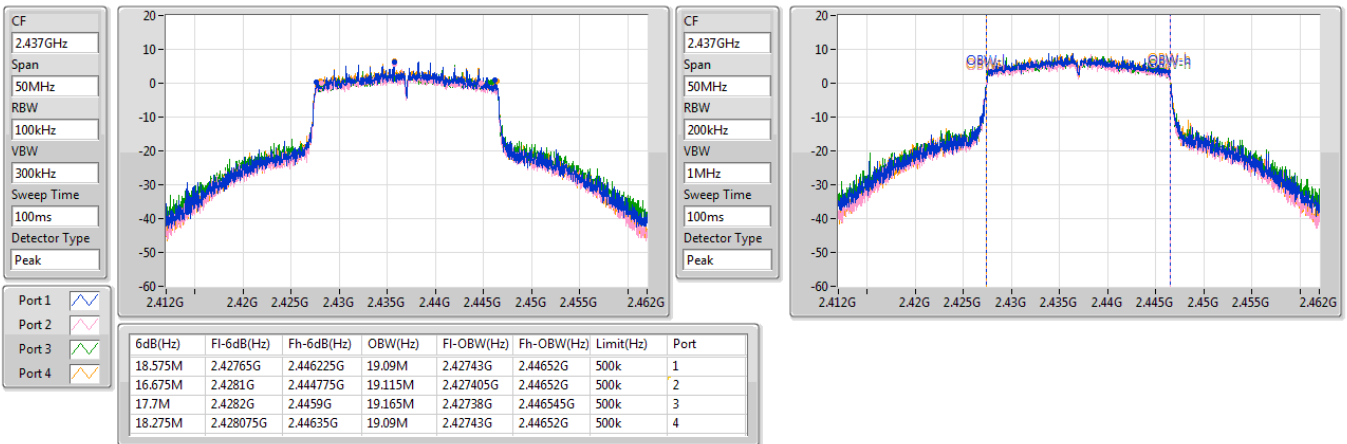 CF
2.437GHz
Span
50MHz
RBW
100kHz
VBW
300kHz
Sweep Time
100ms
Detector Type
Peak
20
10
0
-10
-20
-30
-40
-50
-60
2.412G 2.42G 2.425G 2.43G 2.435G 2.44G 2.445G 2.45G 2.455G 2.462G
CF
2.437GHz
Span
50MHz
RBW
200kHz
VBW
1MHz
Sweep Time
100ms
Detector Type
Peak
20
10
0
-10
-20
-30
-40
-50
-60
OBW-l OBW-h
2.412G 2.42G 2.425G 2.43G 2.435G 2.44G 2.445G 2.45G 2.455G 2.462G
Port 1
Port 2
Port 3
Port 4
6dB(Hz) Fl-6dB(Hz) Fh-6dB(Hz) OBW(Hz) Fl-OBW(Hz) Fh-OBW(Hz) Limit(Hz) Port
18.575M 2.42765G 2.446225G 19.09M 2.42743G 2.44652G 500k 1
16.675M 2.4281G 2.444775G 19.115M 2.427405G 2.44652G 500k 2
17.7M 2.4282G 2.4459G 19.165M 2.42738G 2.446545G 500k 3
18.275M 2.428075G 2.44635G 19.09M 2.42743G 2.44652G 500k 4